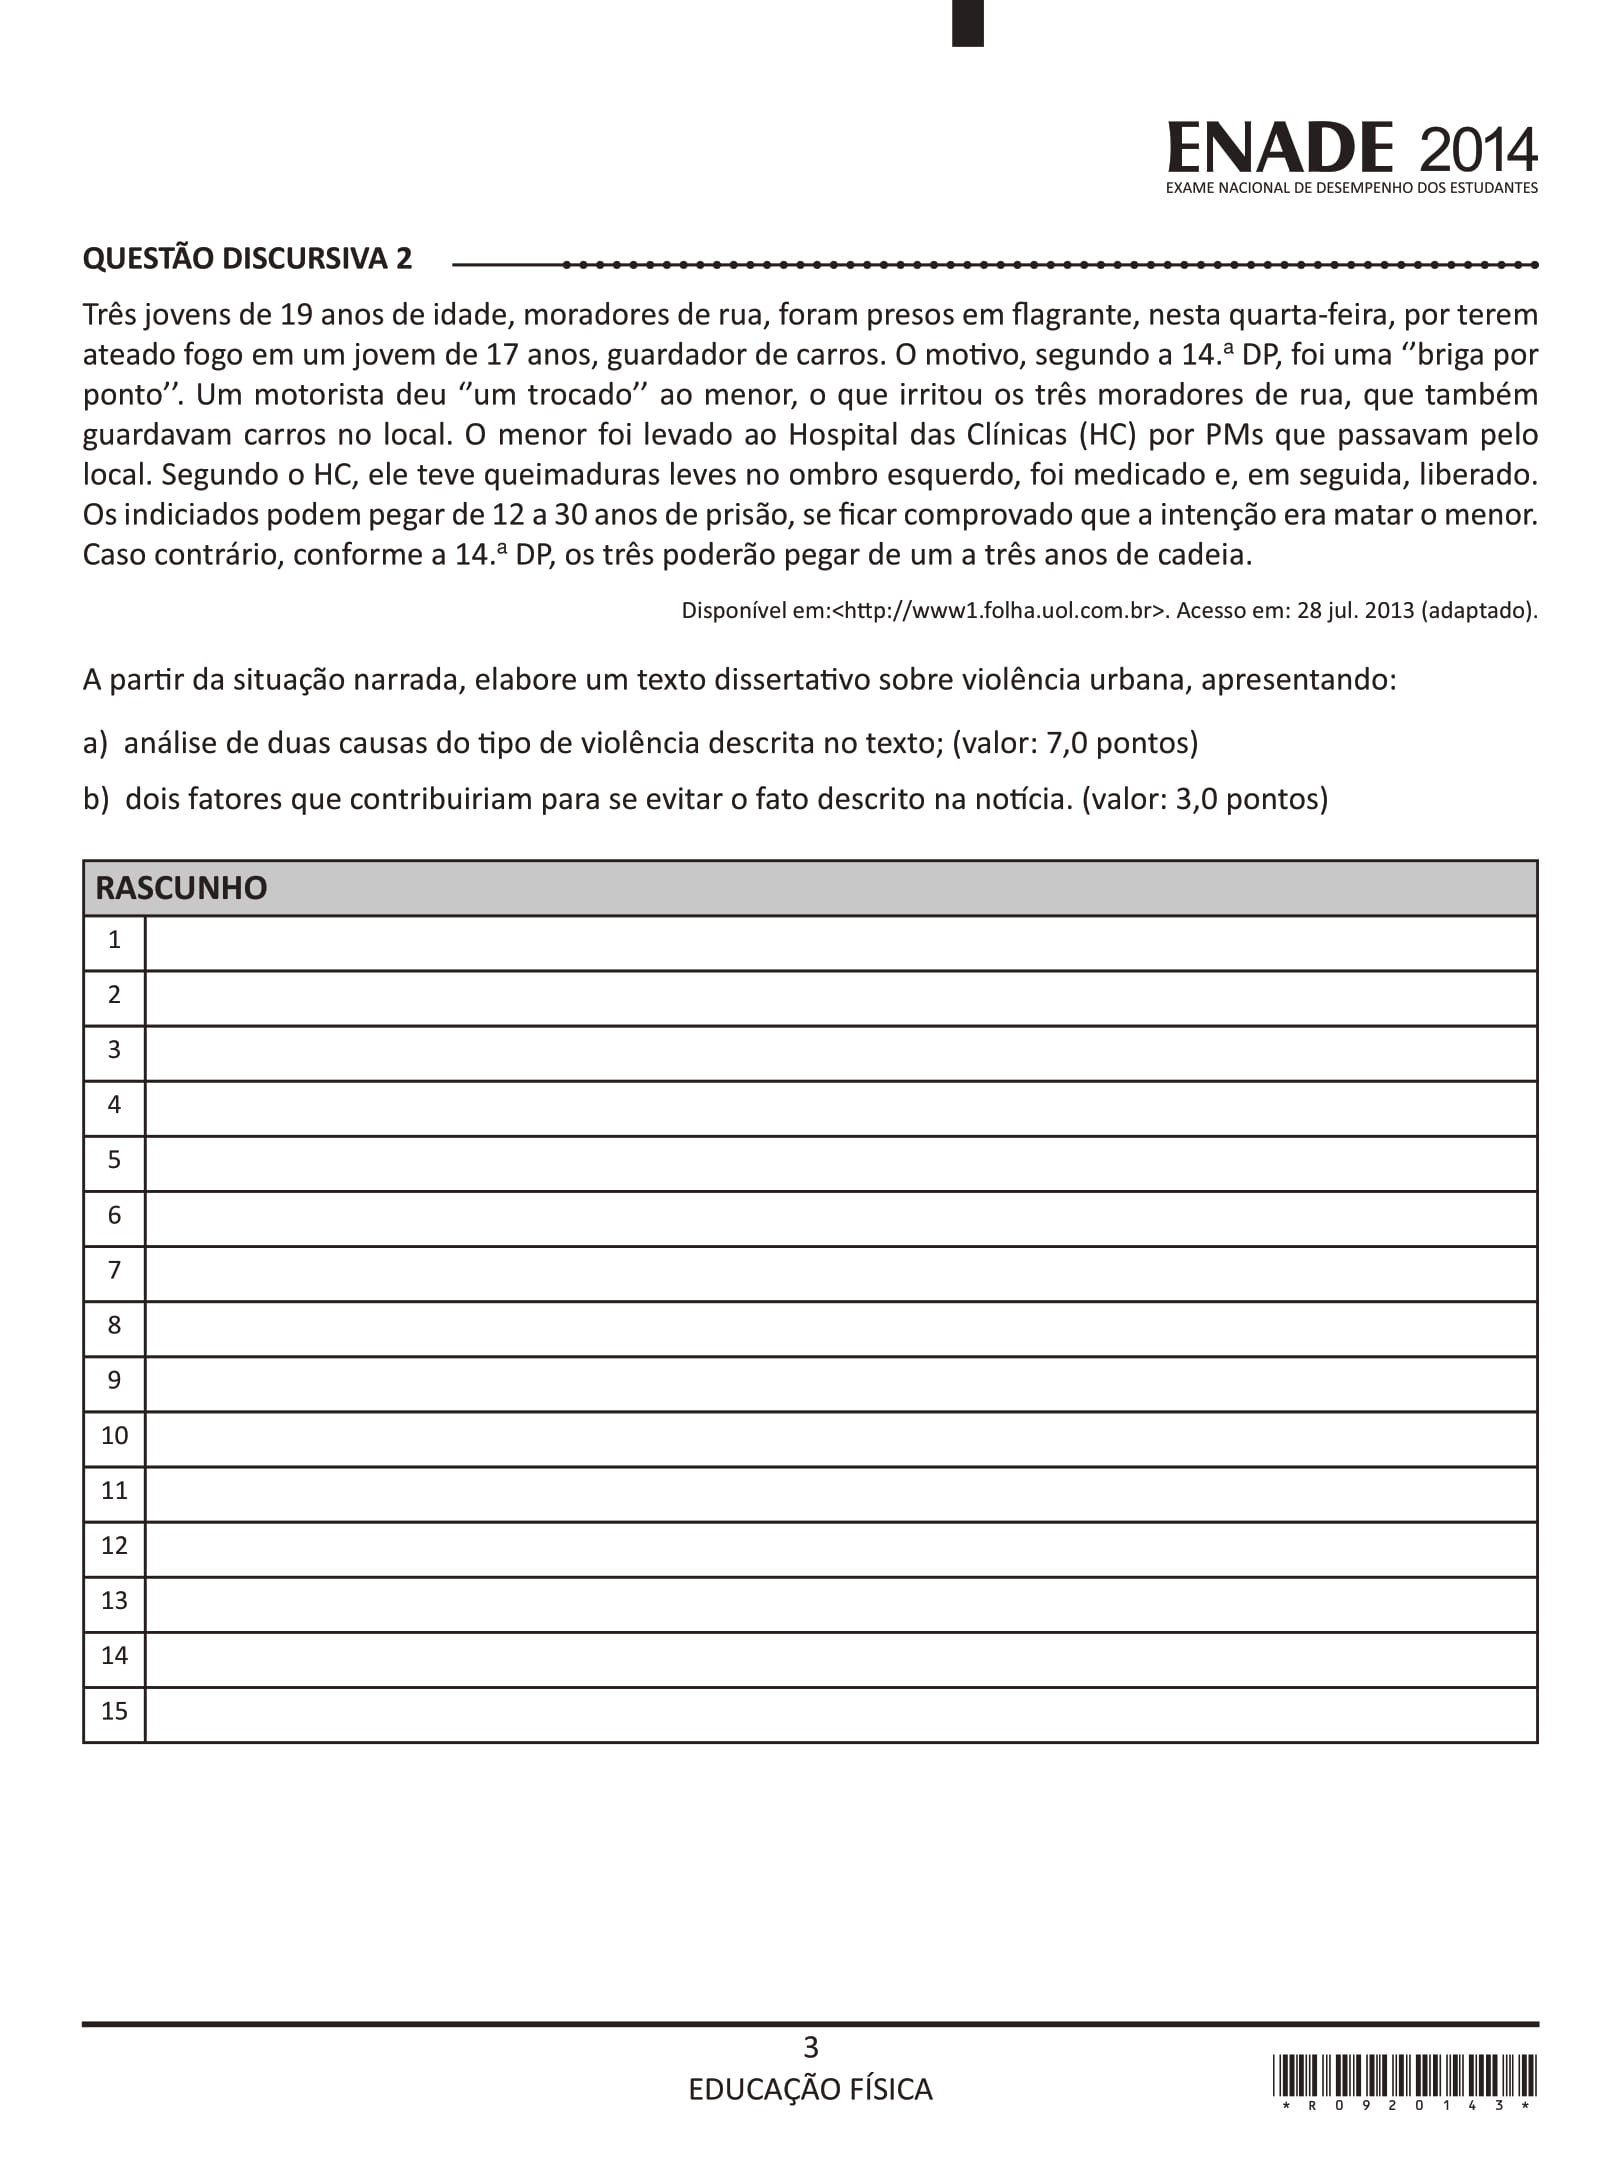 ENADE 2014
EXAME NACIONAL DE DESEMPENHO DOS ESTUDANTES
QUESTÃO DISCURSIVA 2
Três jovens de 19 anos de idade, moradores de rua, foram presos em flagrante, nesta quarta-feira, por terem
ateado fogo em um jovem de 17 anos, guardador de carros. O motivo, segundo a 14.ª DP, foi uma ‘’briga por
ponto’’. Um motorista deu ‘’um trocado’’ ao menor, o que irritou os três moradores de rua, que também
guardavam carros no local. O menor foi levado ao Hospital das Clínicas (HC) por PMs que passavam pelo
local. Segundo o HC, ele teve queimaduras leves no ombro esquerdo, foi medicado e, em seguida, liberado.
Os indiciados podem pegar de 12 a 30 anos de prisão, se ficar comprovado que a intenção era matar o menor.
Caso contrário, conforme a 14.ª DP, os três poderão pegar de um a três anos de cadeia.
Disponível em:<http://www1.folha.uol.com.br>. Acesso em: 28 jul. 2013 (adaptado).
A partir da situação narrada, elabore um texto dissertativo sobre violência urbana, apresentando:
a) análise de duas causas do tipo de violência descrita no texto; (valor: 7,0 pontos)
b) dois fatores que contribuiriam para se evitar o fato descrito na notícia. (valor: 3,0 pontos)
RASCUNHO
1
2
3
4
5
6
7
8
9
10
11
12
13
14
15
3
EDUCAÇÃO FÍSICA
* R 0 9 2 0 1 4 3 *